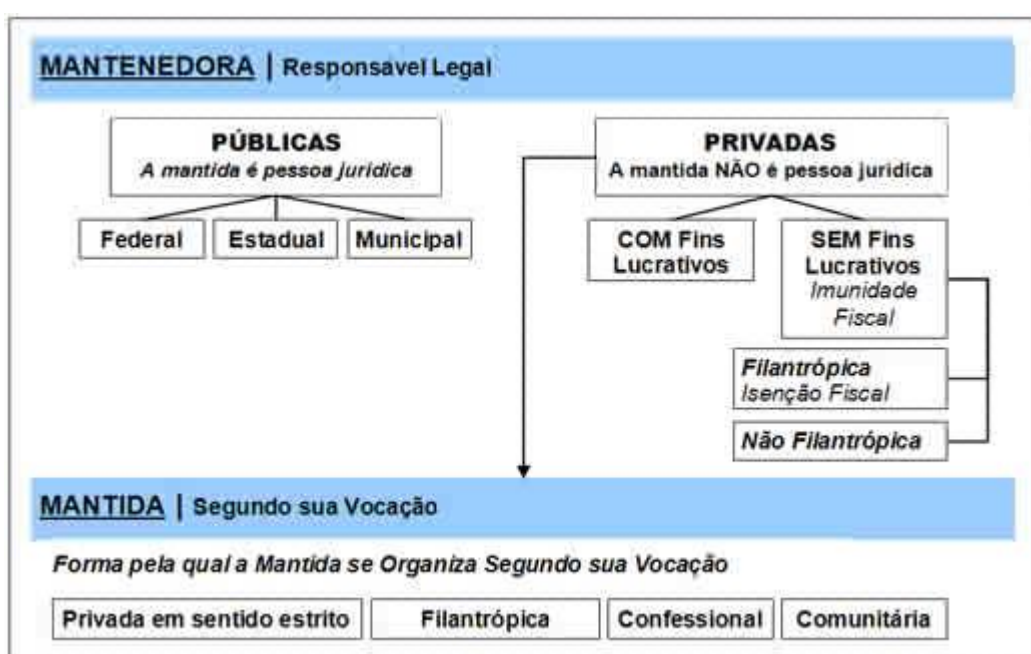 MANTENEDORA | Responsavel Legal
PÚBLICAS
A mantida é pessoa juridica
Federal
Estadual
Municipal
PRIVADAS
A mantida NÃO é pessoa juridica
COM Fins
Lucrativos
SEM Fins
Lucrativos
Imunidade
Fiscal
Filantrópica
Isenção Fiscal
Não Filantrópica
MANTIDA | Segundo sua Vocação
Forma pela qual a Mantida se Organiza Segundo sua Vocação
Privada em sentido estrito
Filantrópica
Confessional
Comunitária